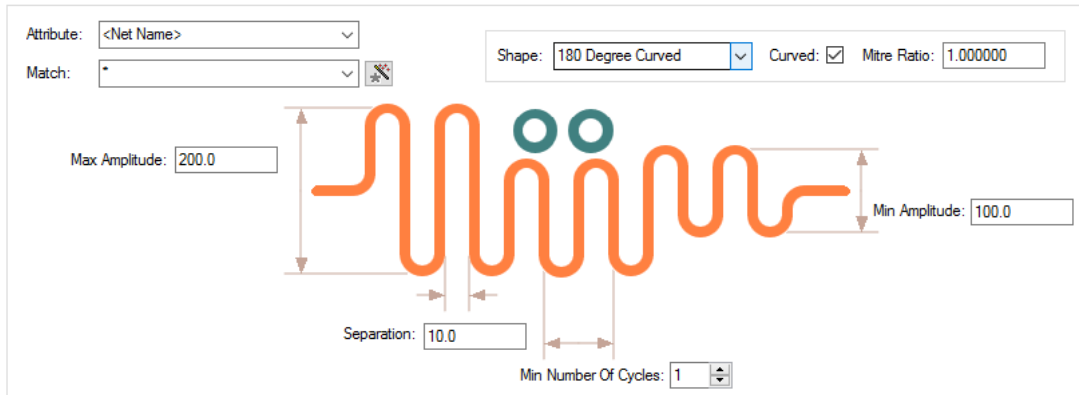 Attribute: <Net Name>
Shape: 180 Degree Curved Curved: Mitre Ratio: 1.000000
Match: *
Max Amplitude: 200.0
Min Amplitude: 100.0
Separation: 10.0
Min Number Of Cycles: 1